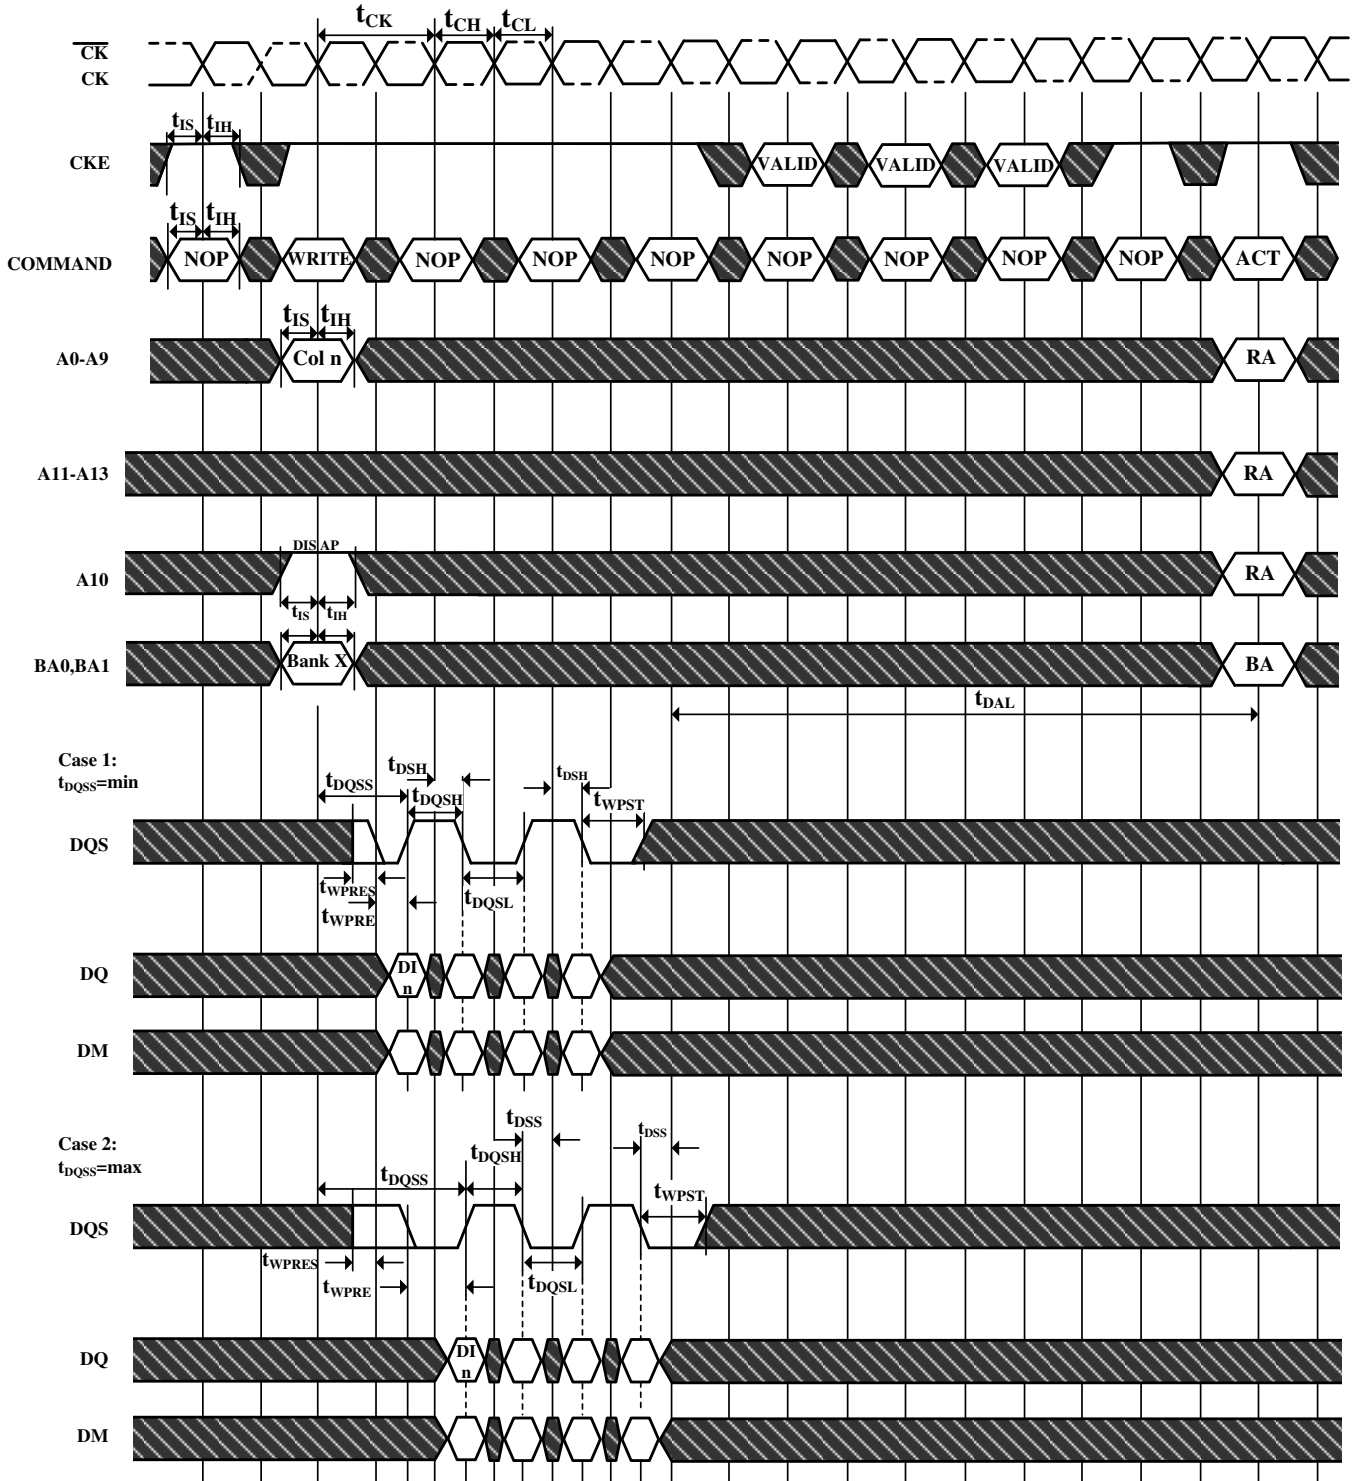 tCK tCH tCL
CK
CK
tIS tIH
CKE VALID VALID VALID
tIS tIH
COMMAND NOP WRITE NOP NOP NOP NOP NOP NOP NOP ACT
tIS tIH
A0-A9 Col n RA
A11-A13 RA
DIS AP
A10 RA
tIS tIH
BA0,BA1 Bank X BA
tDAL
Case 1:
tDQSS=min
tDSH tDSH
tDQSS tDQSH tWPST
DQS
tWPRES tDQSL
tWPRE
DQ DI
n
DM
tDSS tDSS
Case 2:
tDQSS=max
tDQSH
tDQSS tWPST
DQS
tWPRES
tWPRE tDQSL
DQ DI
n
DM